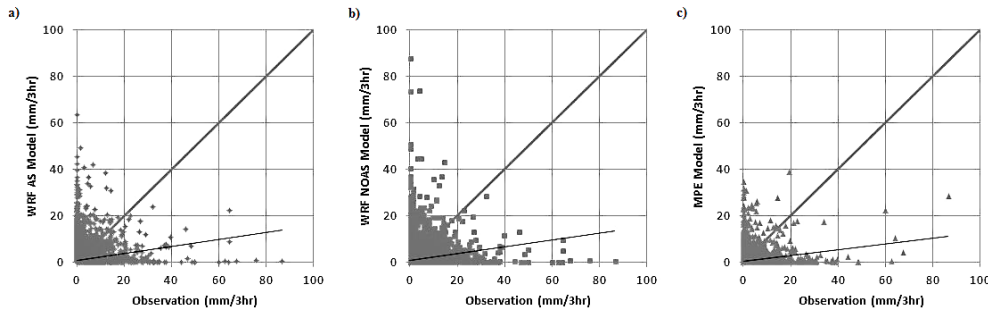 a)
100
80
60
40
20
0
WRF AS Model (mm/3hr)
0 20 40 60 80 100
Observation (mm/3hr)
b)
100
80
60
40
20
0
WRF NOAS Model (mm/3hr)
0 20 40 60 80 100
Observation (mm/3hr)
c)
100
80
60
40
20
0
MPE Model (mm/3hr)
0 20 40 60 80 100
Observation (mm/3hr)